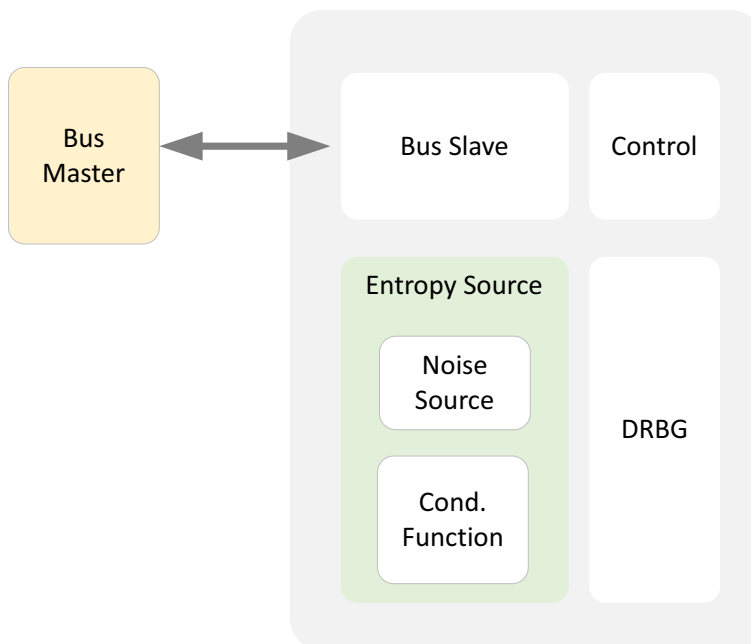 Bus
Master
Bus Slave
Control
Entropy Source
Noise
Source
Cond.
Function
DRBG